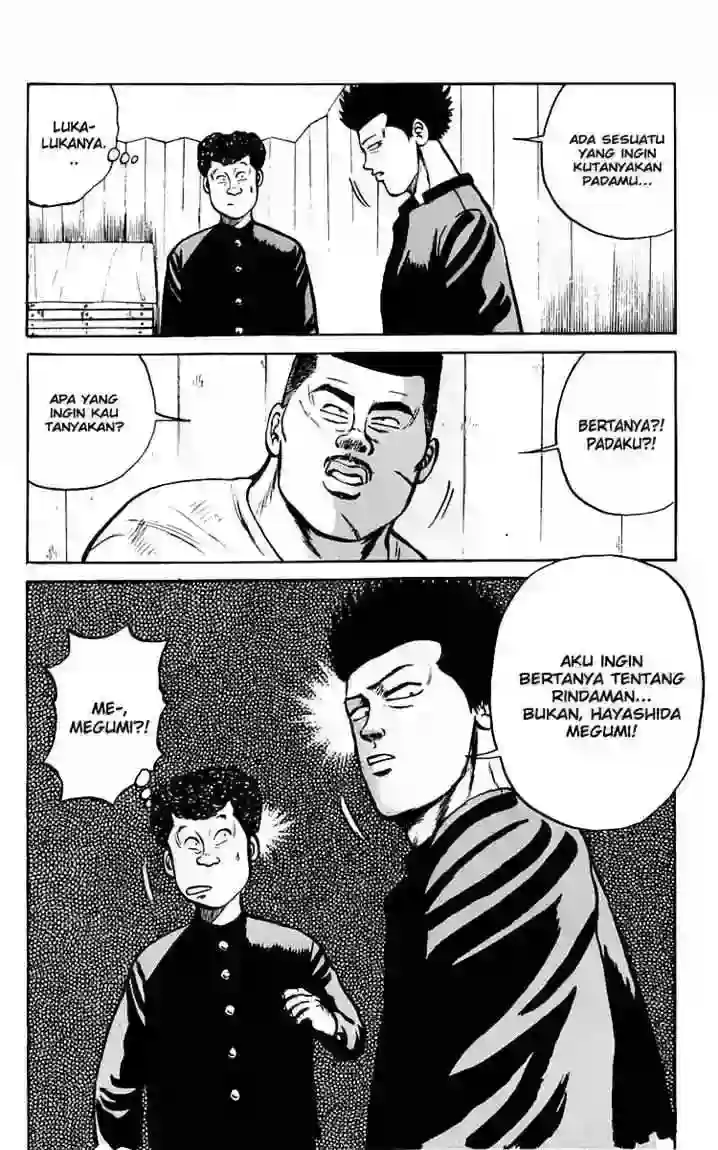 LUKA-
LUKANYA.
..
ADA SESUATU
YANG INGIN
KUTANYAKAN
PADAMU...
APA YANG
INGIN KAU
TANYAKAN?
BERTANYA?!
PADAKU?!
AKU INGIN
BERTANYA TENTANG
RINDAMAN...
BUKAN, HAYASHIDA
MEGUMI!
ME-,
MEGUMI?!